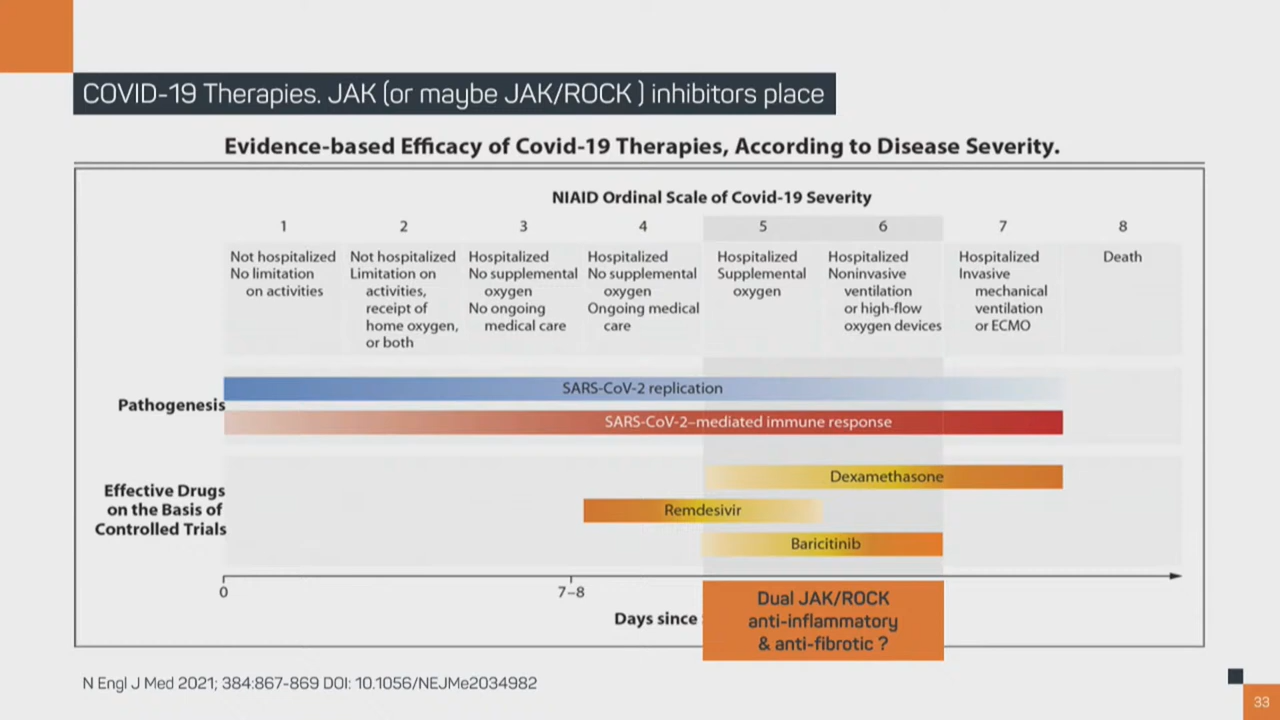 COVID-19 Therapies. JAK (or maybe JAK/ROCK ) inhibitors place
Evidence-based Efficacy of Covid-19 Therapies, According to Disease Severity.
NIAID Ordinal Scale of Covid-19 Severity
1 2 3 4 5 6 7 8
Not hospitalized
No limitation
on activities
Not hospitalized
Limitation on
activities,
receipt of
home oxygen,
or both
Hospitalized
No supplemental
oxygen
No ongoing
medical care
Hospitalized
No supplemental
oxygen
Ongoing medical
care
Hospitalized
Supplemental
oxygen
Hospitalized
Noninvasive
ventilation
or high-flow
oxygen devices
Hospitalized
Invasive
mechanical
ventilation
or ECMO
Death
Pathogenesis
SARS-CoV-2 replication
SARS-CoV-2–mediated immune response
Effective Drugs
on the Basis of
Controlled Trials
Dexamethasone
Remdesivir
Baricitinib
0 7–8
Days since
Dual JAK/ROCK
anti-inflammatory
& anti-fibrotic ?
N Engl J Med 2021; 384:867-869 DOI: 10.1056/NEJMe2034982
33